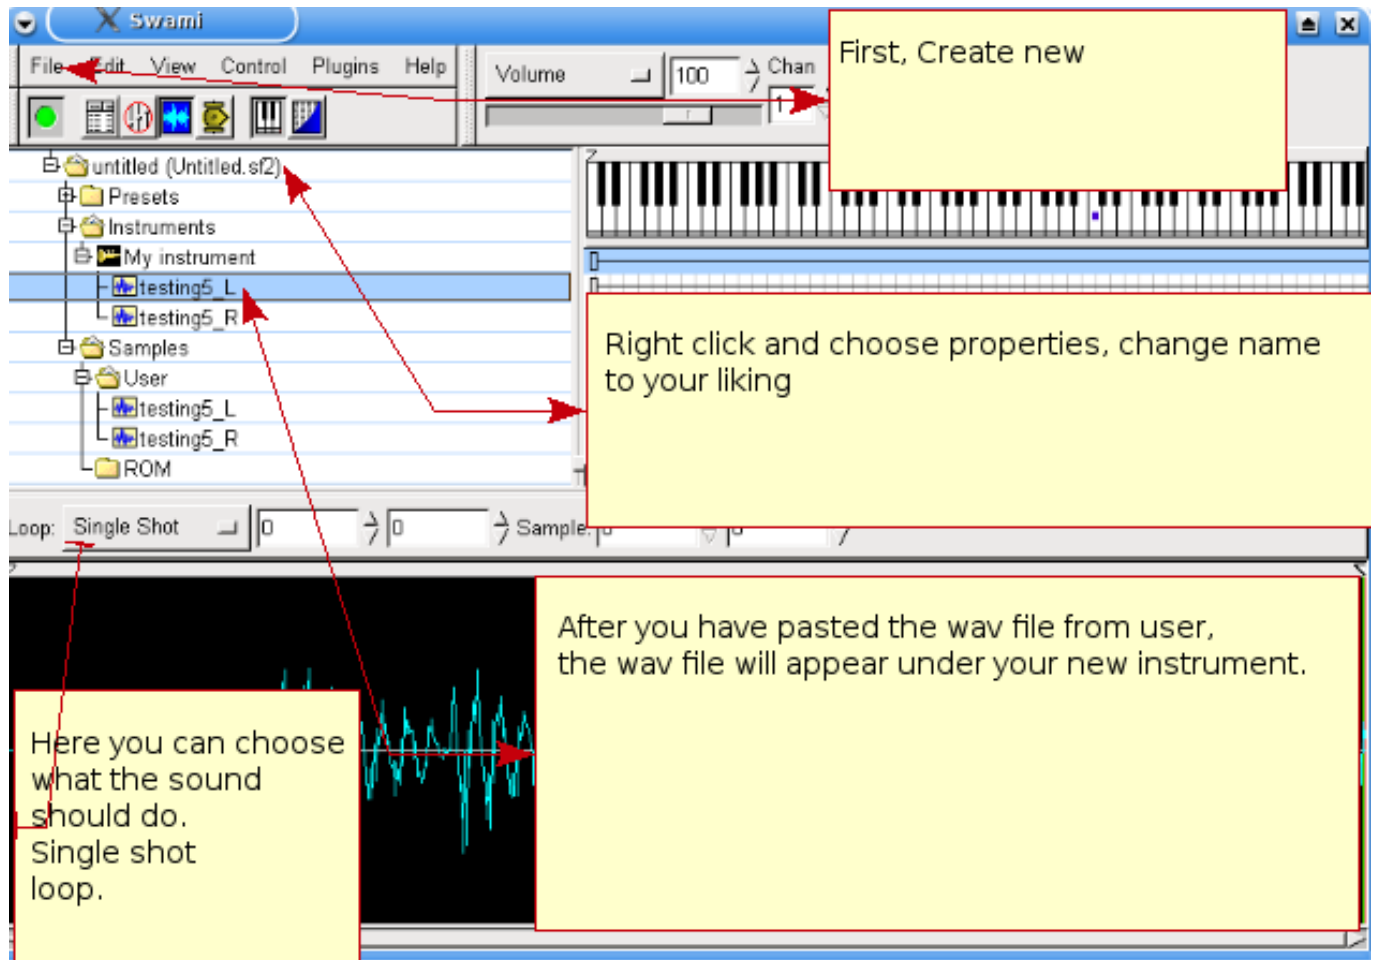 Swami
First, Create new
File Edit View Control Plugins Help
Volume
100
Chan
1
untitled (Untitled.sf2)
Presets
Instruments
My instrument
testing5_L
testing5_R
Right click and choose properties, change name
to your liking
Samples
User
testing5_L
testing5_R
ROM
Loop: Single Shot 0 0 Sample: 0 0
After you have pasted the wav file from user,
the wav file will appear under your new instrument.
Here you can choose
what the sound
should do.
Single shot
loop.